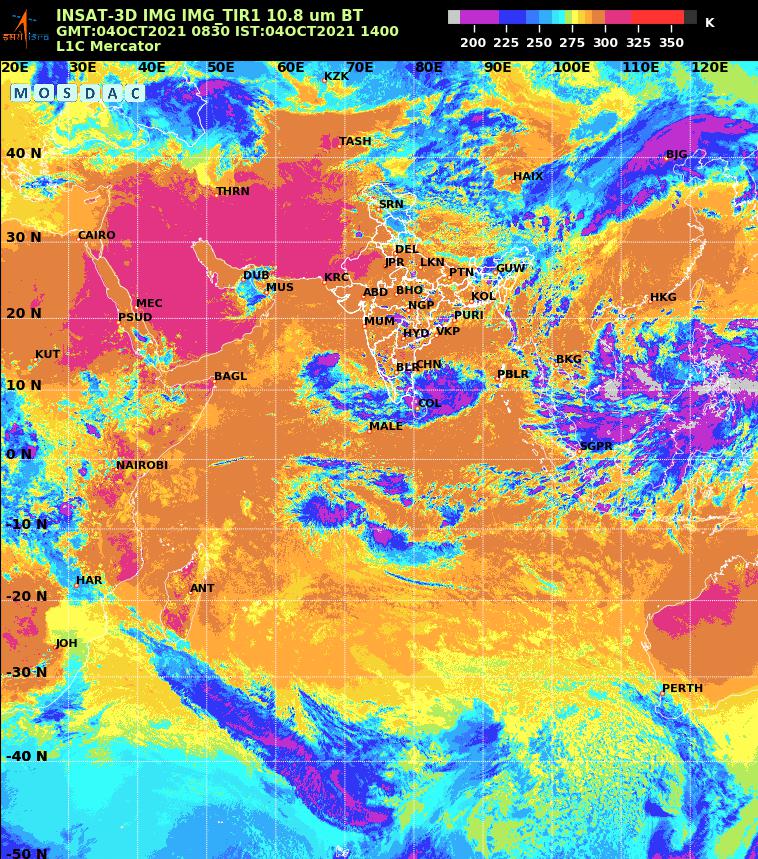 INSAT-3D IMG IMG_TIR1 10.8 um BT
GMT:04OCT2021 0830 IST:04OCT2021 1400
L1C Mercator
K
200 225 250 275 300 325 350
20E 30E 40E 50E 60E 70E 80E 90E 100E 110E 120E
KZK
MOSDAC
TASH
40 N
BJG
HAIX
THRN
SRN
30 N
CAIRO
DEL
JPR LKN
PTN GUW
DUB
KRC
MUS
ABD BHO
KOL
HKG
MEC
NGP
20 N
PSUD
PURI
MUM
HYD VKP
KUT
BKG
BLR CHN
BAGL
PBLR
10 N
COL
MALE
SGPR
0 N
NAIROBI
-10 N
HAR
ANT
-20 N
JOH
-30 N
PERTH
-40 N
-50 N